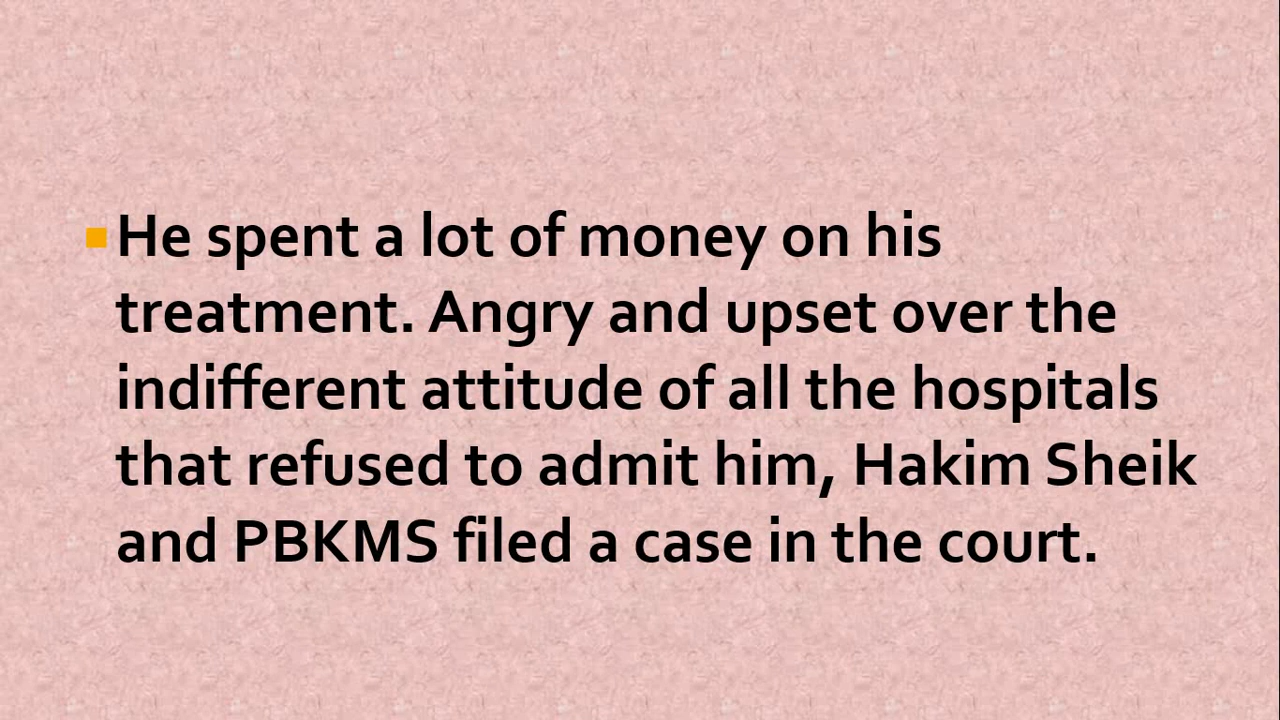 He spent a lot of money on his
treatment. Angry and upset over the
indifferent attitude of all the hospitals
that refused to admit him, Hakim Sheik
and PBKMS filed a case in the court.